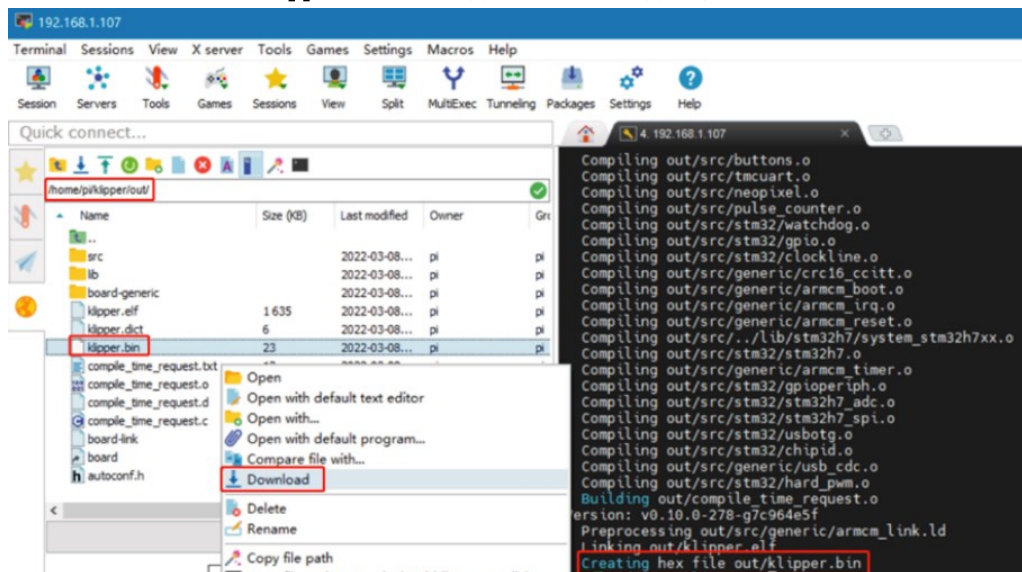 192.168.1.107
Terminal Sessions View X server Tools Games Settings Macros Help
Session Servers Tools Games Sessions View Split MultiExec Tunneling Packages Settings Help
Quick connect...
4. 192.168.1.107
/home/pi/klipper/out/
Name Size (KB) Last modified Owner Gro
..
src 2022-03-08... pi pi
lib 2022-03-08... pi pi
board-generic 2022-03-08... pi pi
klipper.elf 1 635 2022-03-08... pi pi
klipper.dict 6 2022-03-08... pi pi
klipper.bin 23 2022-03-08... pi pi
compile_time_request.txt
compile_time_request.o
compile_time_request.d
compile_time_request.c
board-link
board
autoconf.h
Open
Open with default text editor
Open with...
Open with default program...
Compare file with...
Download
Delete
Rename
Copy file path
Compiling out/src/buttons.o
Compiling out/src/tmcuart.o
Compiling out/src/neopixel.o
Compiling out/src/pulse_counter.o
Compiling out/src/stm32/watchdog.o
Compiling out/src/stm32/gpio.o
Compiling out/src/stm32/clockline.o
Compiling out/src/generic/crc16_ccitt.o
Compiling out/src/generic/armcm_boot.o
Compiling out/src/generic/armcm_irq.o
Compiling out/src/generic/armcm_reset.o
Compiling out/src/../lib/stm32h7/system_stm32h7xx.o
Compiling out/src/stm32/stm32h7.o
Compiling out/src/generic/armcm_timer.o
Compiling out/src/stm32/gpioperiph.o
Compiling out/src/stm32/stm32h7_adc.o
Compiling out/src/stm32/stm32h7_spi.o
Compiling out/src/stm32/usbotg.o
Compiling out/src/stm32/chipid.o
Compiling out/src/generic/usb_cdc.o
Compiling out/src/stm32/hard_pwm.o
Building out/compile_time_request.o
ersion: v0.10.0-278-g7c964e5f
Preprocessing out/src/generic/armcm_link.ld
Linking out/klipper.elf
Creating hex file out/klipper.bin